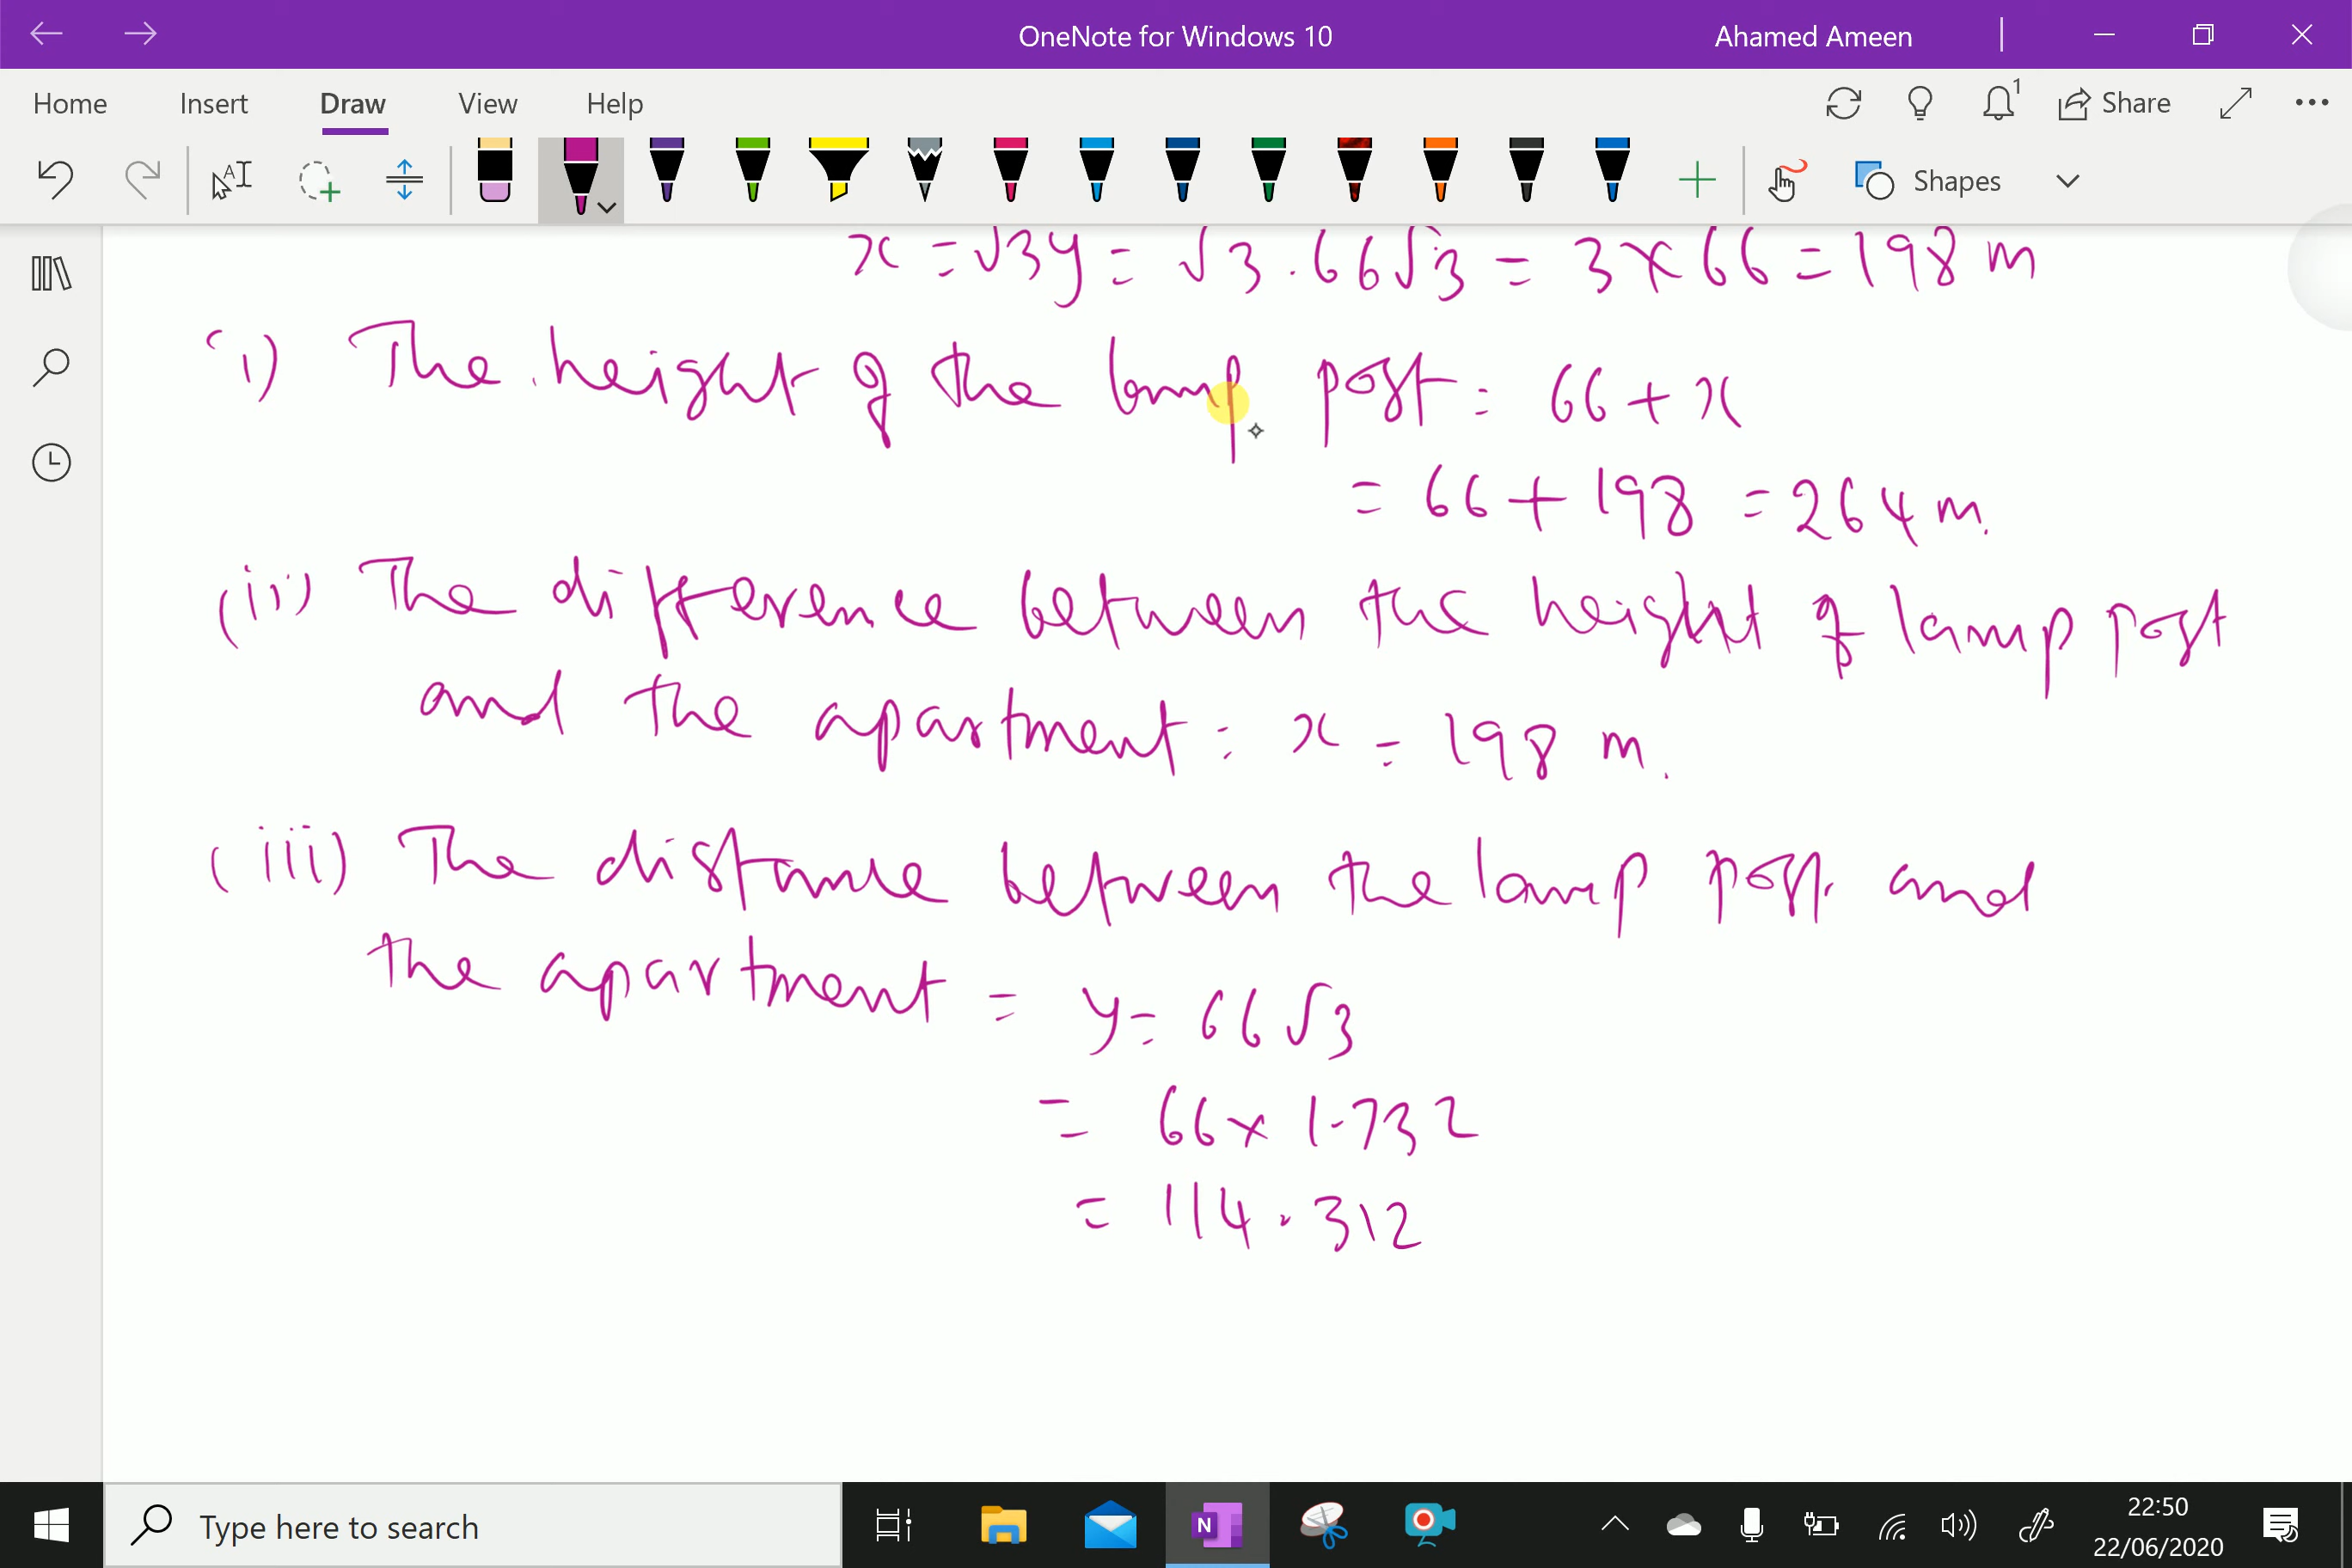 OneNote for Windows 10
Ahamed Ameen
Home Insert Draw View Help
1
Share
Shapes
x = √3y = √3 . 66√3 = 3 x 66 = 198 m
(i) The height of the lamp post = 66 + x
= 66 + 198 = 264 m.
(ii) The difference between the height of lamp post
and the apartment = x = 198 m.
(iii) The distance between the lamp post and
the apartment = y = 66√3
= 66 x 1.732
= 114.312
Type here to search
N
22:50
22/06/2020